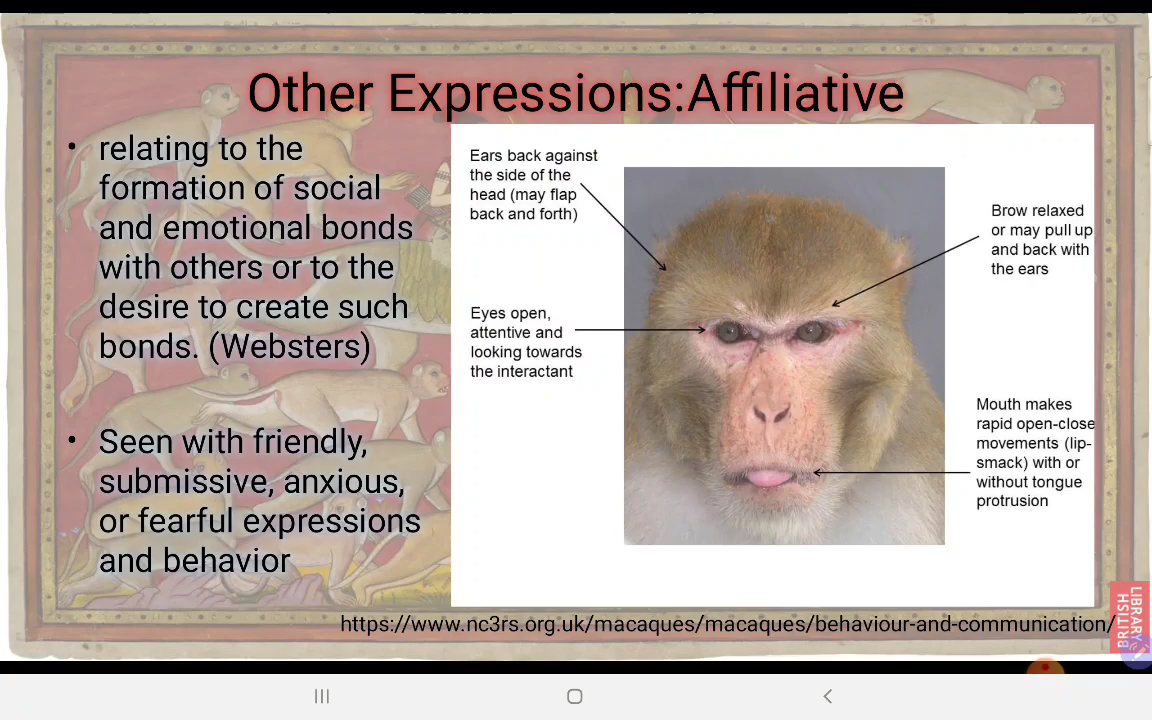 Other Expressions:Affiliative
• relating to the
formation of social
and emotional bonds
with others or to the
desire to create such
bonds. (Websters)
• Seen with friendly,
submissive, anxious,
or fearful expressions
and behavior
Ears back against
the side of the
head (may flap
back and forth)
Eyes open,
attentive and
looking towards
the interactant
Brow relaxed
or may pull up
and back with
the ears
Mouth makes
rapid open-close
movements (lip-
smack) with or
without tongue
protrusion
https://www.nc3rs.org.uk/macaques/macaques/behaviour-and-communication/
LIBRARY
BRITISH